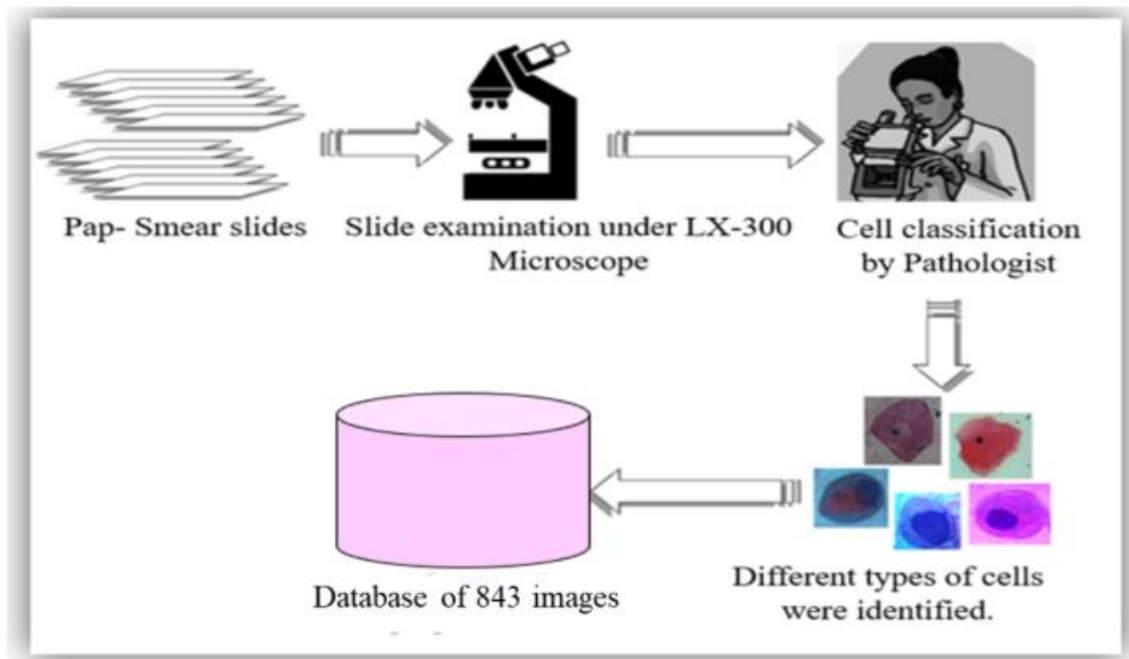 Pap- Smear slides
Slide examination under LX-300
Microscope
Cell classification
by Pathologist
Different types of cells
were identified.
Database of 843 images